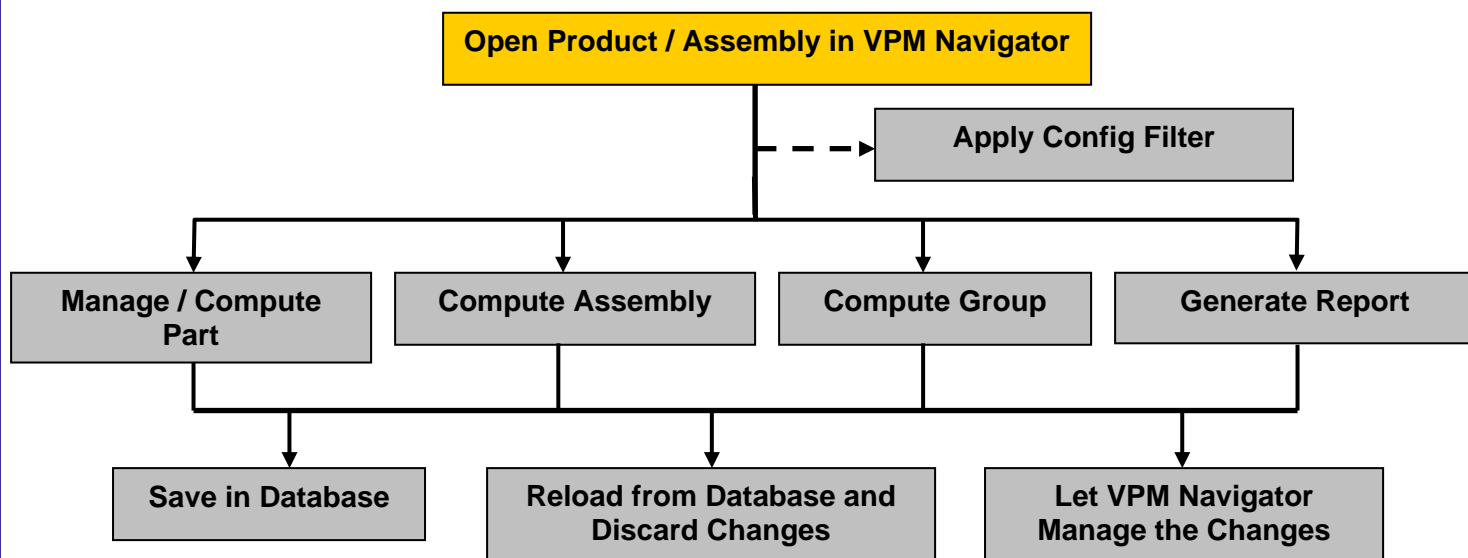 Open Product / Assembly in VPM Navigator
Apply Config Filter
Manage / Compute
Part
Compute Assembly
Compute Group
Generate Report
Save in Database
Reload from Database and
Discard Changes
Let VPM Navigator
Manage the Changes